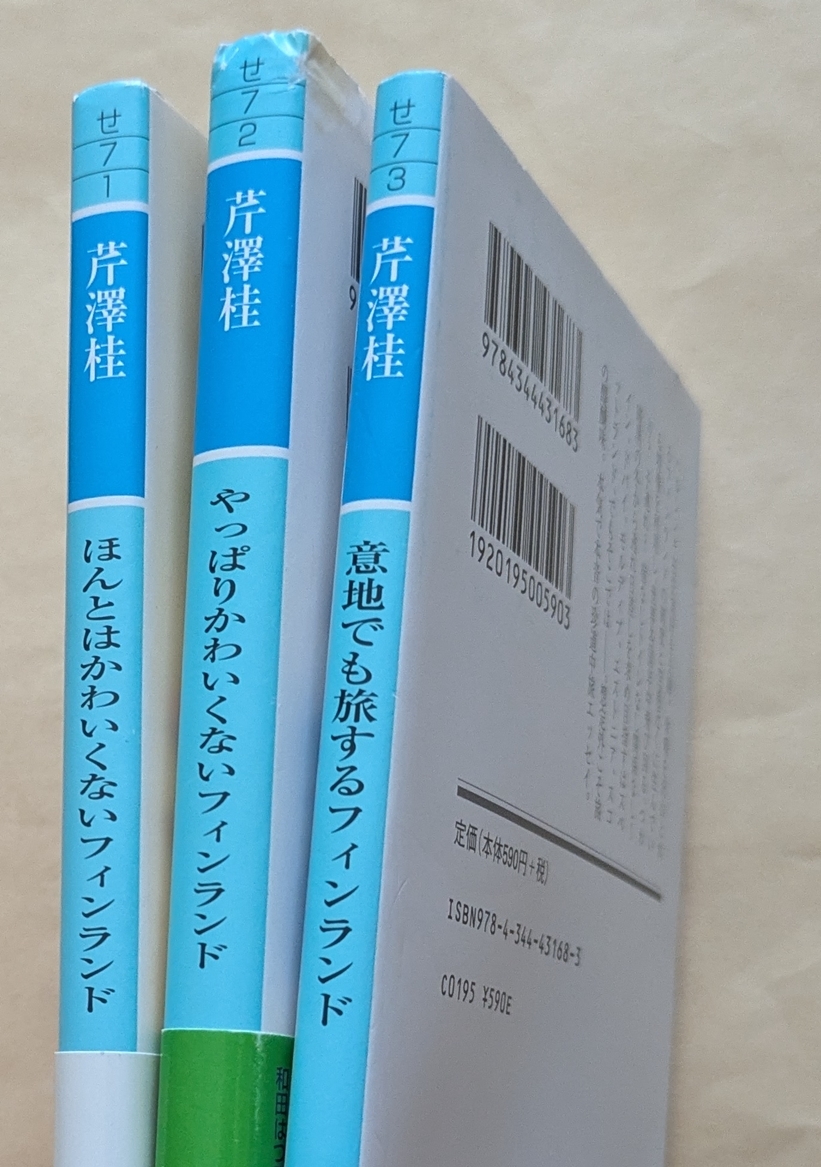 せ
7
1
芹澤桂
ほんとはかわいくないフィンランド
せ
7
2
芹澤桂
やっぱりかわいくないフィンランド
和田は
せ
7
3
芹澤桂
意地でも旅するフィンランド
9
9784344431683
1920195005903
定価(本体590円+税)
ISBN978-4-344-43168-3
C0195 ¥590E